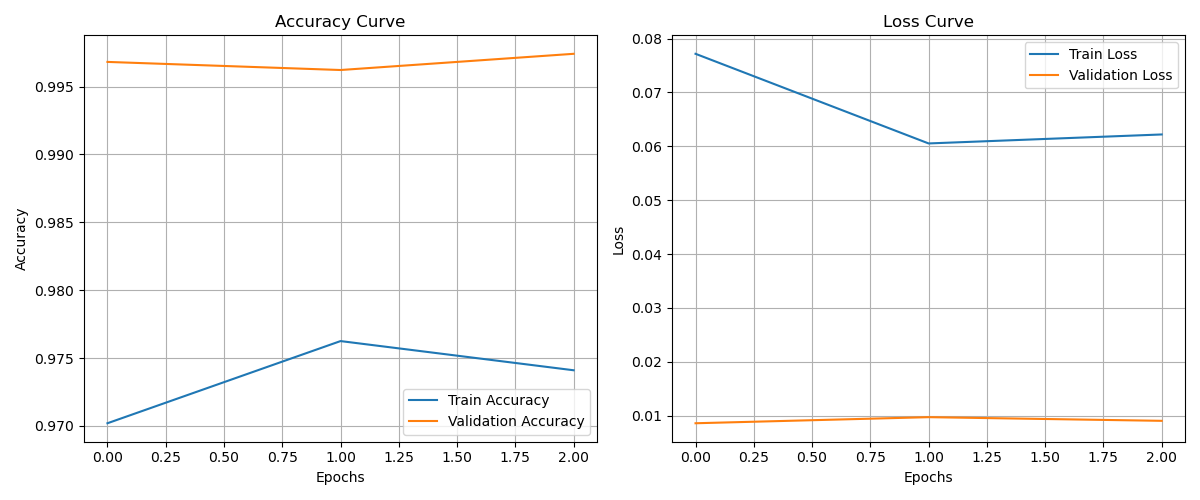 Accuracy Curve
Accuracy
0.995
0.990
0.985
0.980
0.975
0.970
0.00 0.25 0.50 0.75 1.00 1.25 1.50 1.75 2.00
Epochs
Train Accuracy
Validation Accuracy
Loss Curve
Loss
0.08
0.07
0.06
0.05
0.04
0.03
0.02
0.01
0.00 0.25 0.50 0.75 1.00 1.25 1.50 1.75 2.00
Epochs
Train Loss
Validation Loss